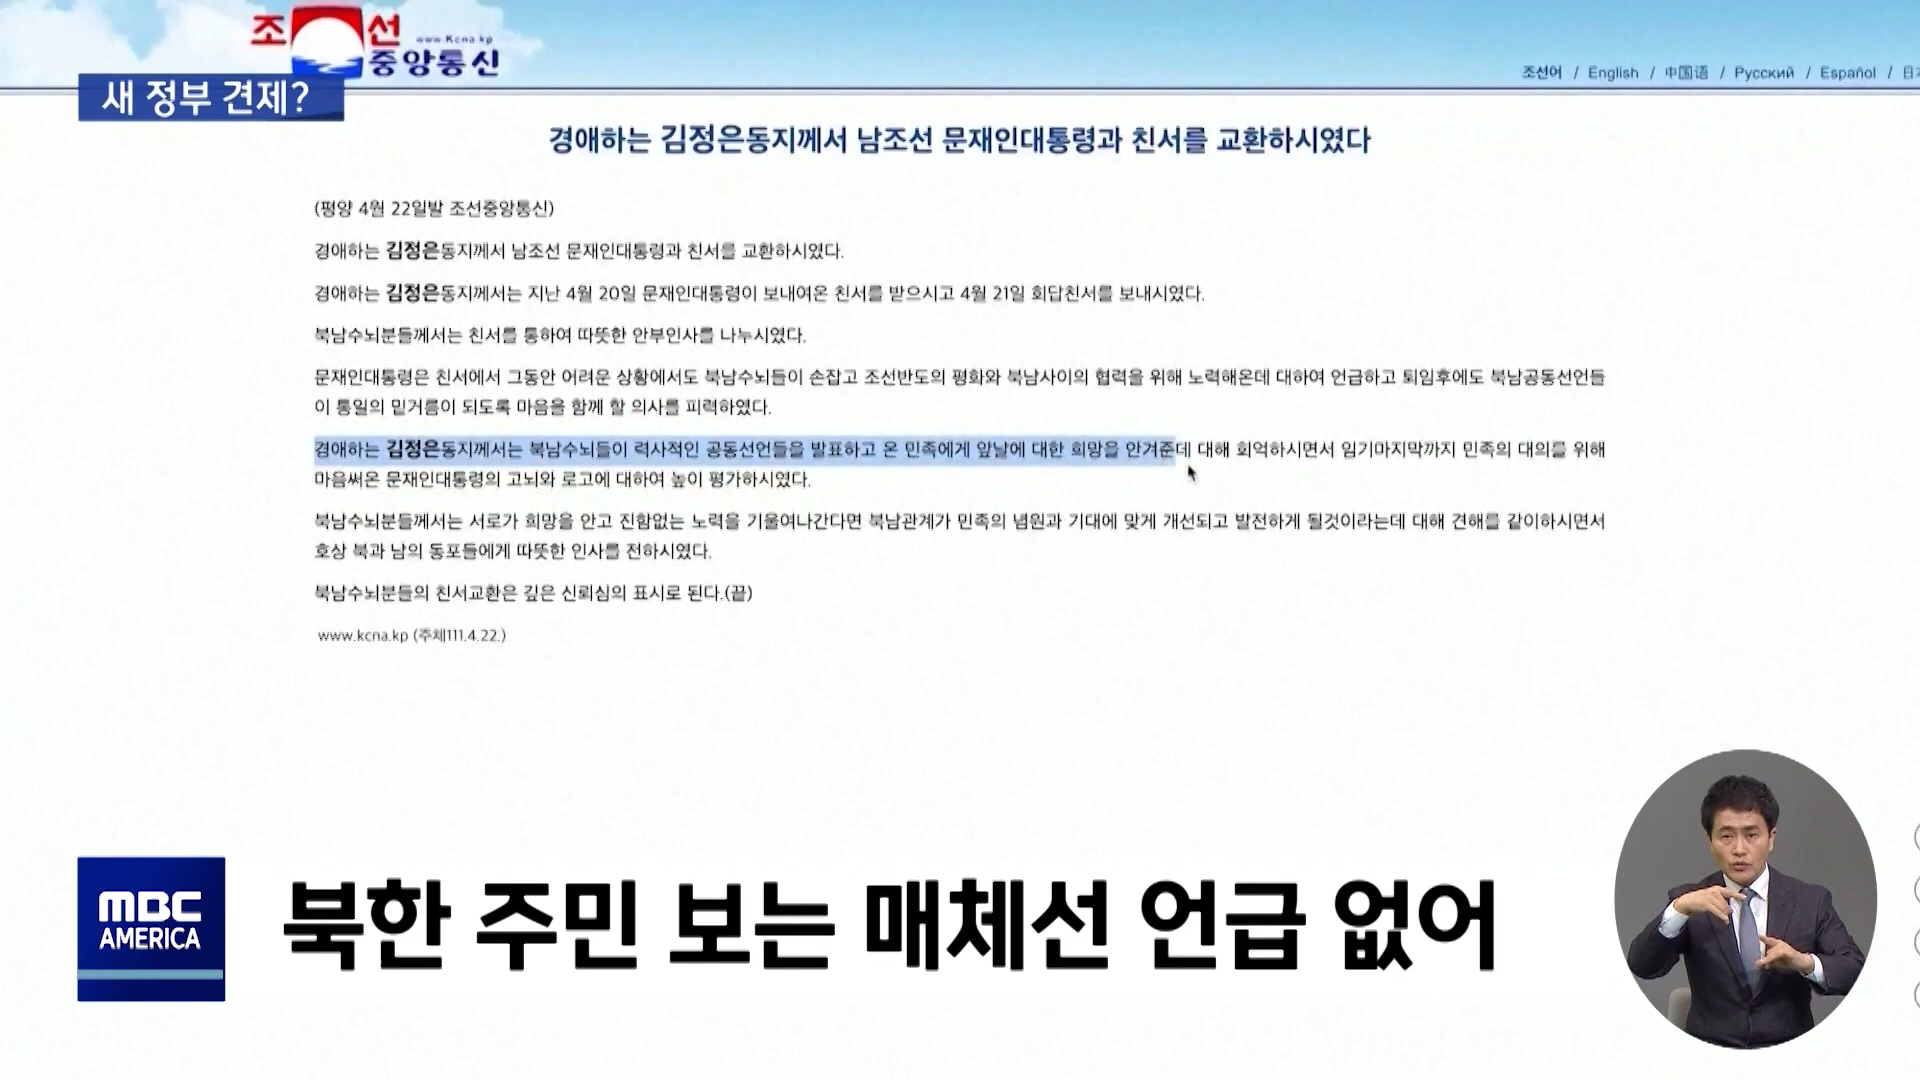 조선
www.Kcna.kp
중앙통신
조선어 / English / 中国语 / Русский / Español /
새 정부 견제?
경애하는 김정은동지께서 남조선 문재인대통령과 친서를 교환하시였다
(평양 4월 22일발 조선중앙통신)
경애하는 김정은동지께서 남조선 문재인대통령과 친서를 교환하시였다.
경애하는 김정은동지께서는 지난 4월 20일 문재인대통령이 보내여온 친서를 받으시고 4월 21일 회답친서를 보내시였다.
북남수뇌분들께서는 친서를 통하여 따뜻한 안부인사를 나누시였다.
문재인대통령은 친서에서 그동안 어려운 상황에서도 북남수뇌들이 손잡고 조선반도의 평화와 북남사이의 협력을 위해 노력해온데 대하여 언급하고 퇴임후에도 북남공동선언들
이 통일의 밑거름이 되도록 마음을 함께 할 의사를 피력하였다.
경애하는 김정은동지께서는 북남수뇌들이 력사적인 공동선언들을 발표하고 온 민족에게 앞날에 대한 희망을 안겨준데 대해 회억하시면서 임기마지막까지 민족의 대의를 위해
마음써온 문재인대통령의 고뇌와 로고에 대하여 높이 평가하시였다.
북남수뇌분들께서는 서로가 희망을 안고 진함없는 노력을 기울여나간다면 북남관계가 민족의 념원과 기대에 맞게 개선되고 발전하게 될것이라는데 대해 견해를 같이하시면서
호상 북과 남의 동포들에게 따뜻한 인사를 전하시였다.
북남수뇌분들의 친서교환은 깊은 신뢰심의 표시로 된다.(끝)
www.kcna.kp (주체111.4.22.)
MBC
AMERICA
북한 주민 보는 매체선 언급 없어